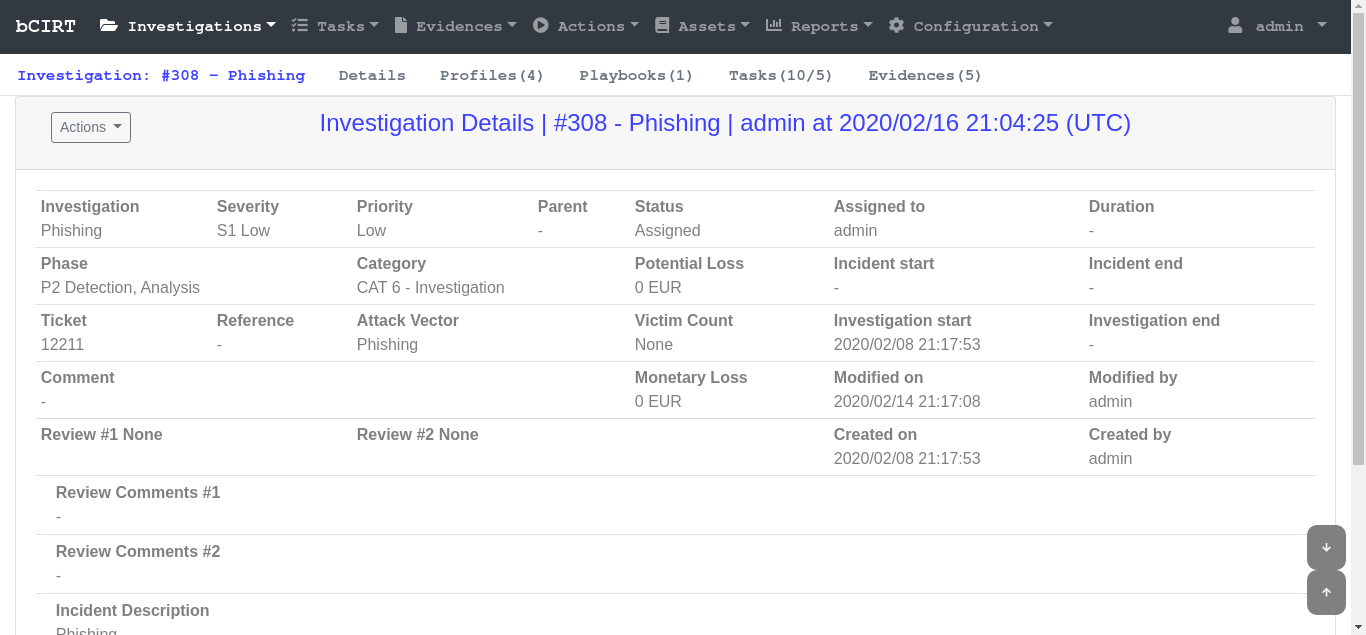 bCIRT Investigations Tasks Evidences Actions Assets Reports Configuration admin
Investigation: #308 - Phishing Details Profiles(4) Playbooks(1) Tasks(10/5) Evidences(5)
Actions Investigation Details | #308 - Phishing | admin at 2020/02/16 21:04:25 (UTC)
Investigation Severity Priority Parent Status Assigned to Duration
Phishing S1 Low Low - Assigned admin -
Phase Category Potential Loss Incident start Incident end
P2 Detection, Analysis CAT 6 - Investigation 0 EUR - -
Ticket Reference Attack Vector Victim Count Investigation start Investigation end
12211 - Phishing None 2020/02/08 21:17:53 -
Comment Monetary Loss Modified on Modified by
- 0 EUR 2020/02/14 21:17:08 admin
Review #1 None Review #2 None Created on Created by
2020/02/08 21:17:53 admin
Review Comments #1
-
Review Comments #2
-
Incident Description
Phishing